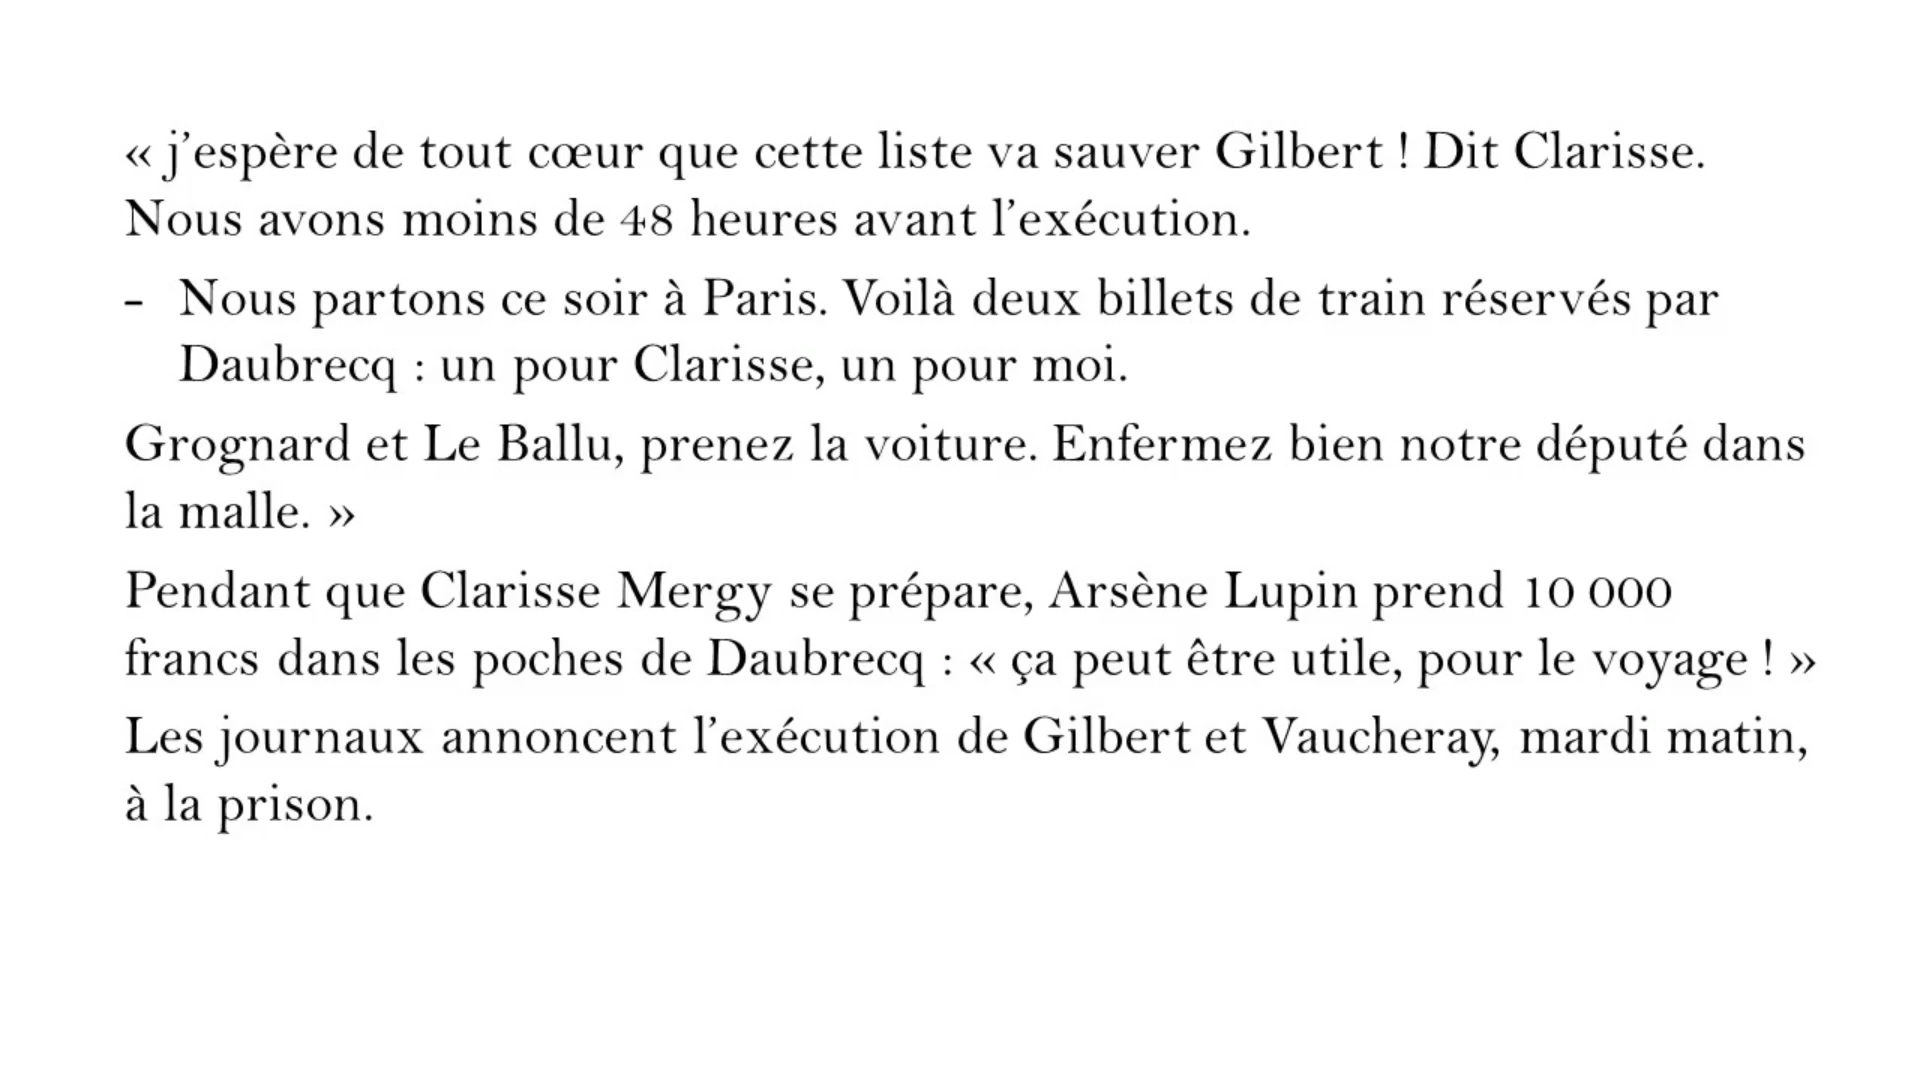 « j’espère de tout cœur que cette liste va sauver Gilbert ! Dit Clarisse.
Nous avons moins de 48 heures avant l’exécution.
- Nous partons ce soir à Paris. Voilà deux billets de train réservés par
Daubrecq : un pour Clarisse, un pour moi.
Grognard et Le Ballu, prenez la voiture. Enfermez bien notre député dans
la malle. »
Pendant que Clarisse Mergy se prépare, Arsène Lupin prend 10 000
francs dans les poches de Daubrecq : « ça peut être utile, pour le voyage ! »
Les journaux annoncent l’exécution de Gilbert et Vaucheray, mardi matin,
à la prison.